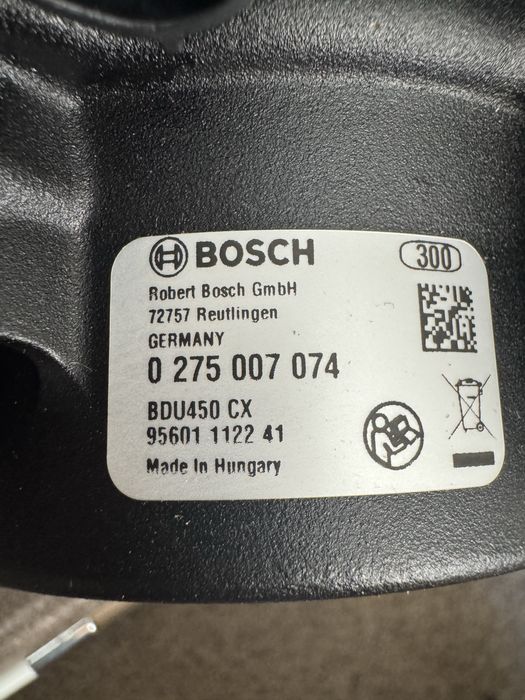 BOSCH
300
Robert Bosch GmbH
72757 Reutlingen
GERMANY
0 275 007 074
BDU450 CX
95601 1122 41
Made In Hungary